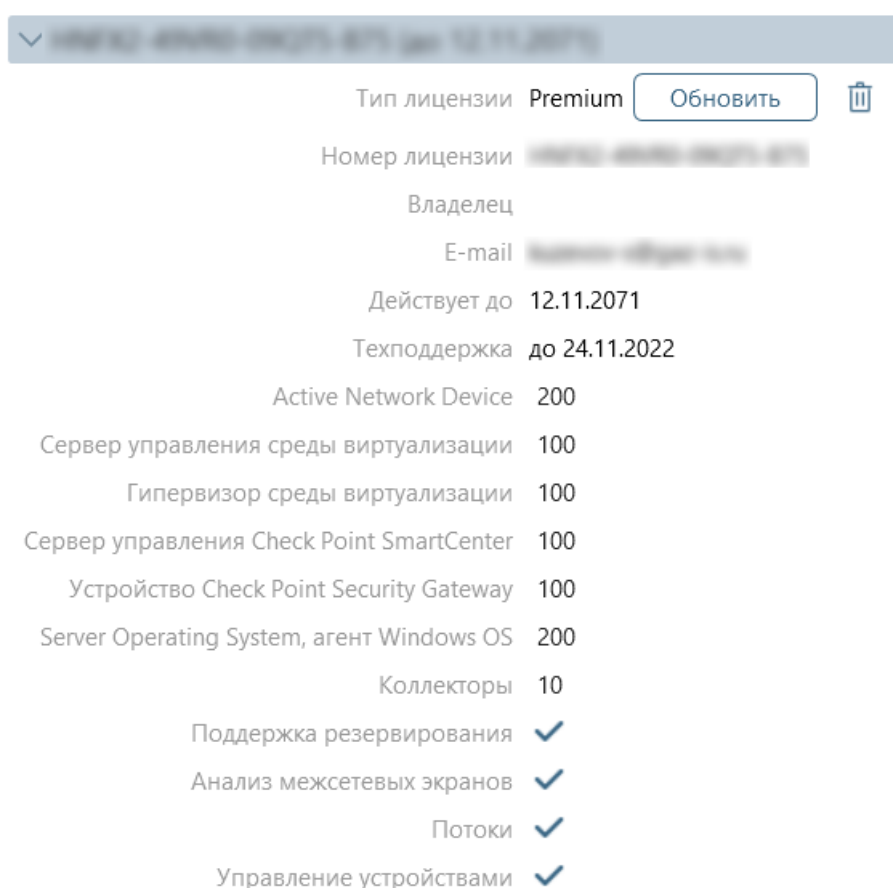 Тип лицензии Premium Обновить
Номер лицензии
Владелец
E-mail
Действует до 12.11.2071
Техподдержка до 24.11.2022
Active Network Device 200
Сервер управления среды виртуализации 100
Гипервизор среды виртуализации 100
Сервер управления Check Point SmartCenter 100
Устройство Check Point Security Gateway 100
Server Operating System, агент Windows OS 200
Коллекторы 10
Поддержка резервирования
Анализ межсетевых экранов
Потоки
Управление устройствами